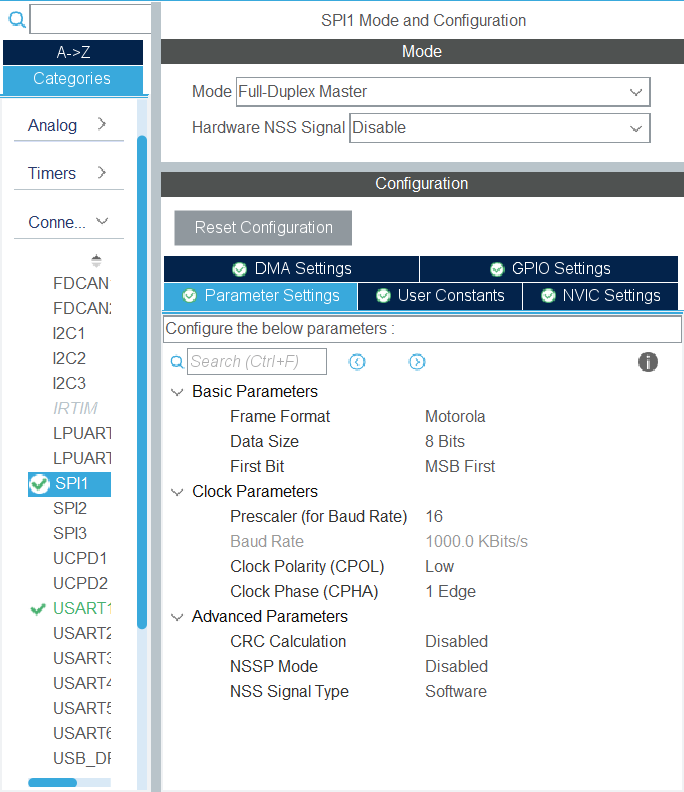 SPI1 Mode and Configuration
A->Z
Categories
Analog
Timers
Conne...
FDCAN
FDCAN2
I2C1
I2C2
I2C3
IRTIM
LPUART
LPUART
SPI1
SPI2
SPI3
UCPD1
UCPD2
USART1
USART2
USART3
USART4
USART5
USART6
USB_DR
Mode
Mode Full-Duplex Master
Hardware NSS Signal Disable
Configuration
Reset Configuration
DMA Settings GPIO Settings
Parameter Settings User Constants NVIC Settings
Configure the below parameters :
Search (Ctrl+F)
Basic Parameters
Frame Format Motorola
Data Size 8 Bits
First Bit MSB First
Clock Parameters
Prescaler (for Baud Rate) 16
Baud Rate 1000.0 KBits/s
Clock Polarity (CPOL) Low
Clock Phase (CPHA) 1 Edge
Advanced Parameters
CRC Calculation Disabled
NSSP Mode Disabled
NSS Signal Type Software